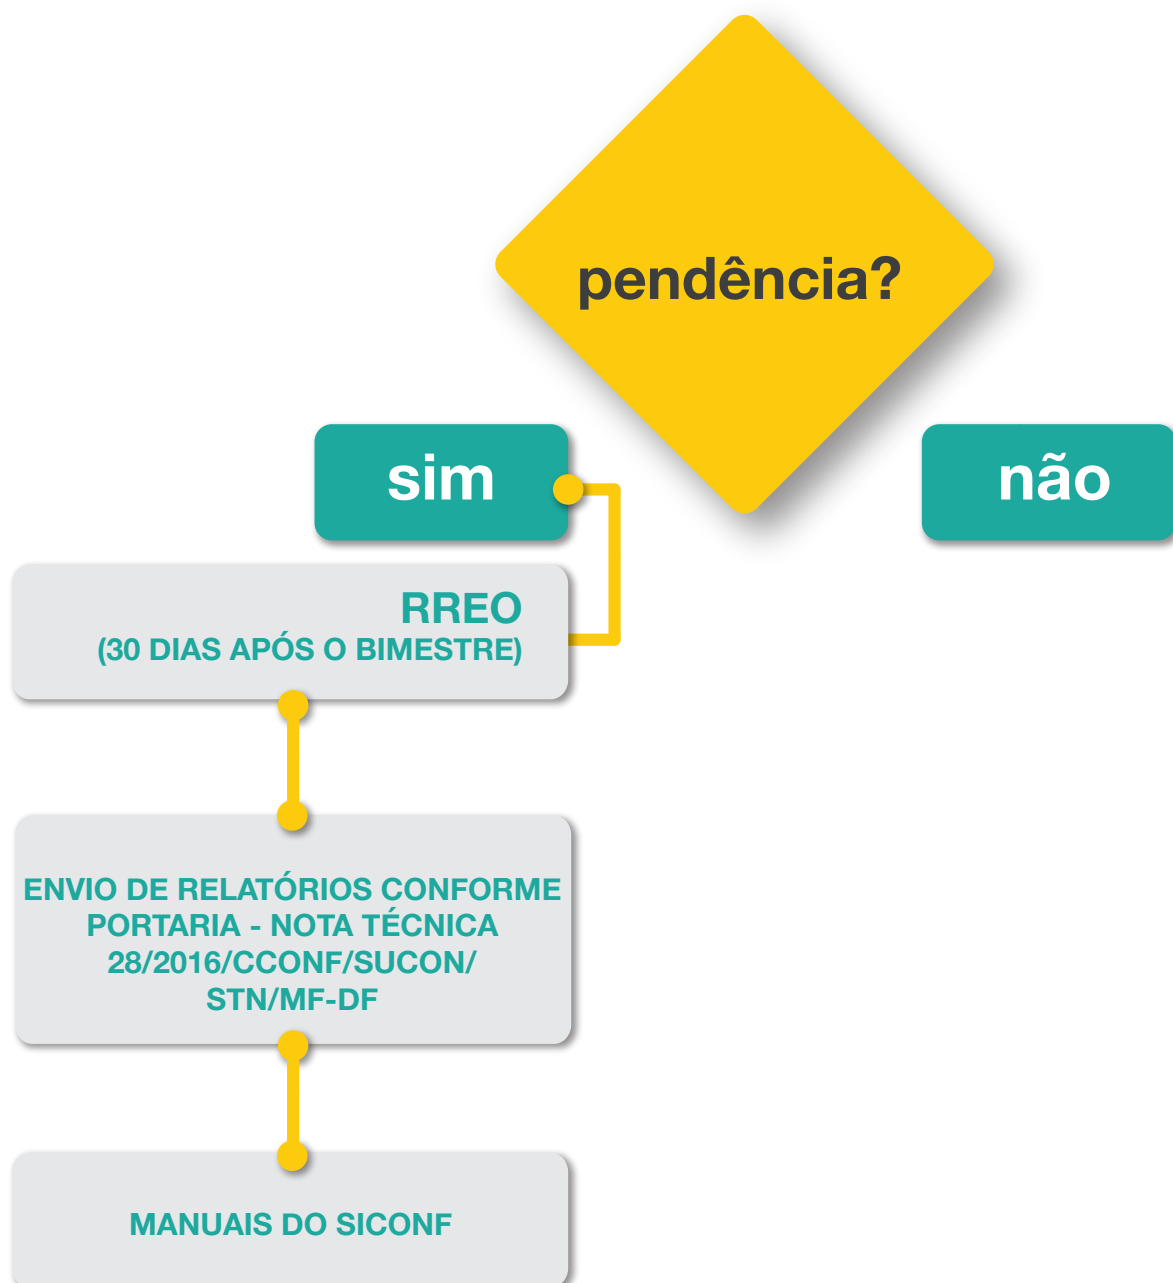 pendência?
sim
não
RREO
(30 DIAS APÓS O BIMESTRE)
ENVIO DE RELATÓRIOS CONFORME
PORTARIA - NOTA TÉCNICA
28/2016/CCONF/SUCON/
STN/MF-DF
MANUAIS DO SICONF